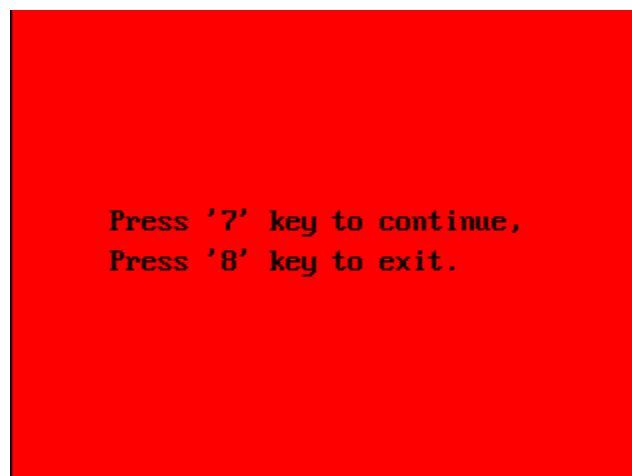 Press '7' key to continue,
Press '8' key to exit.